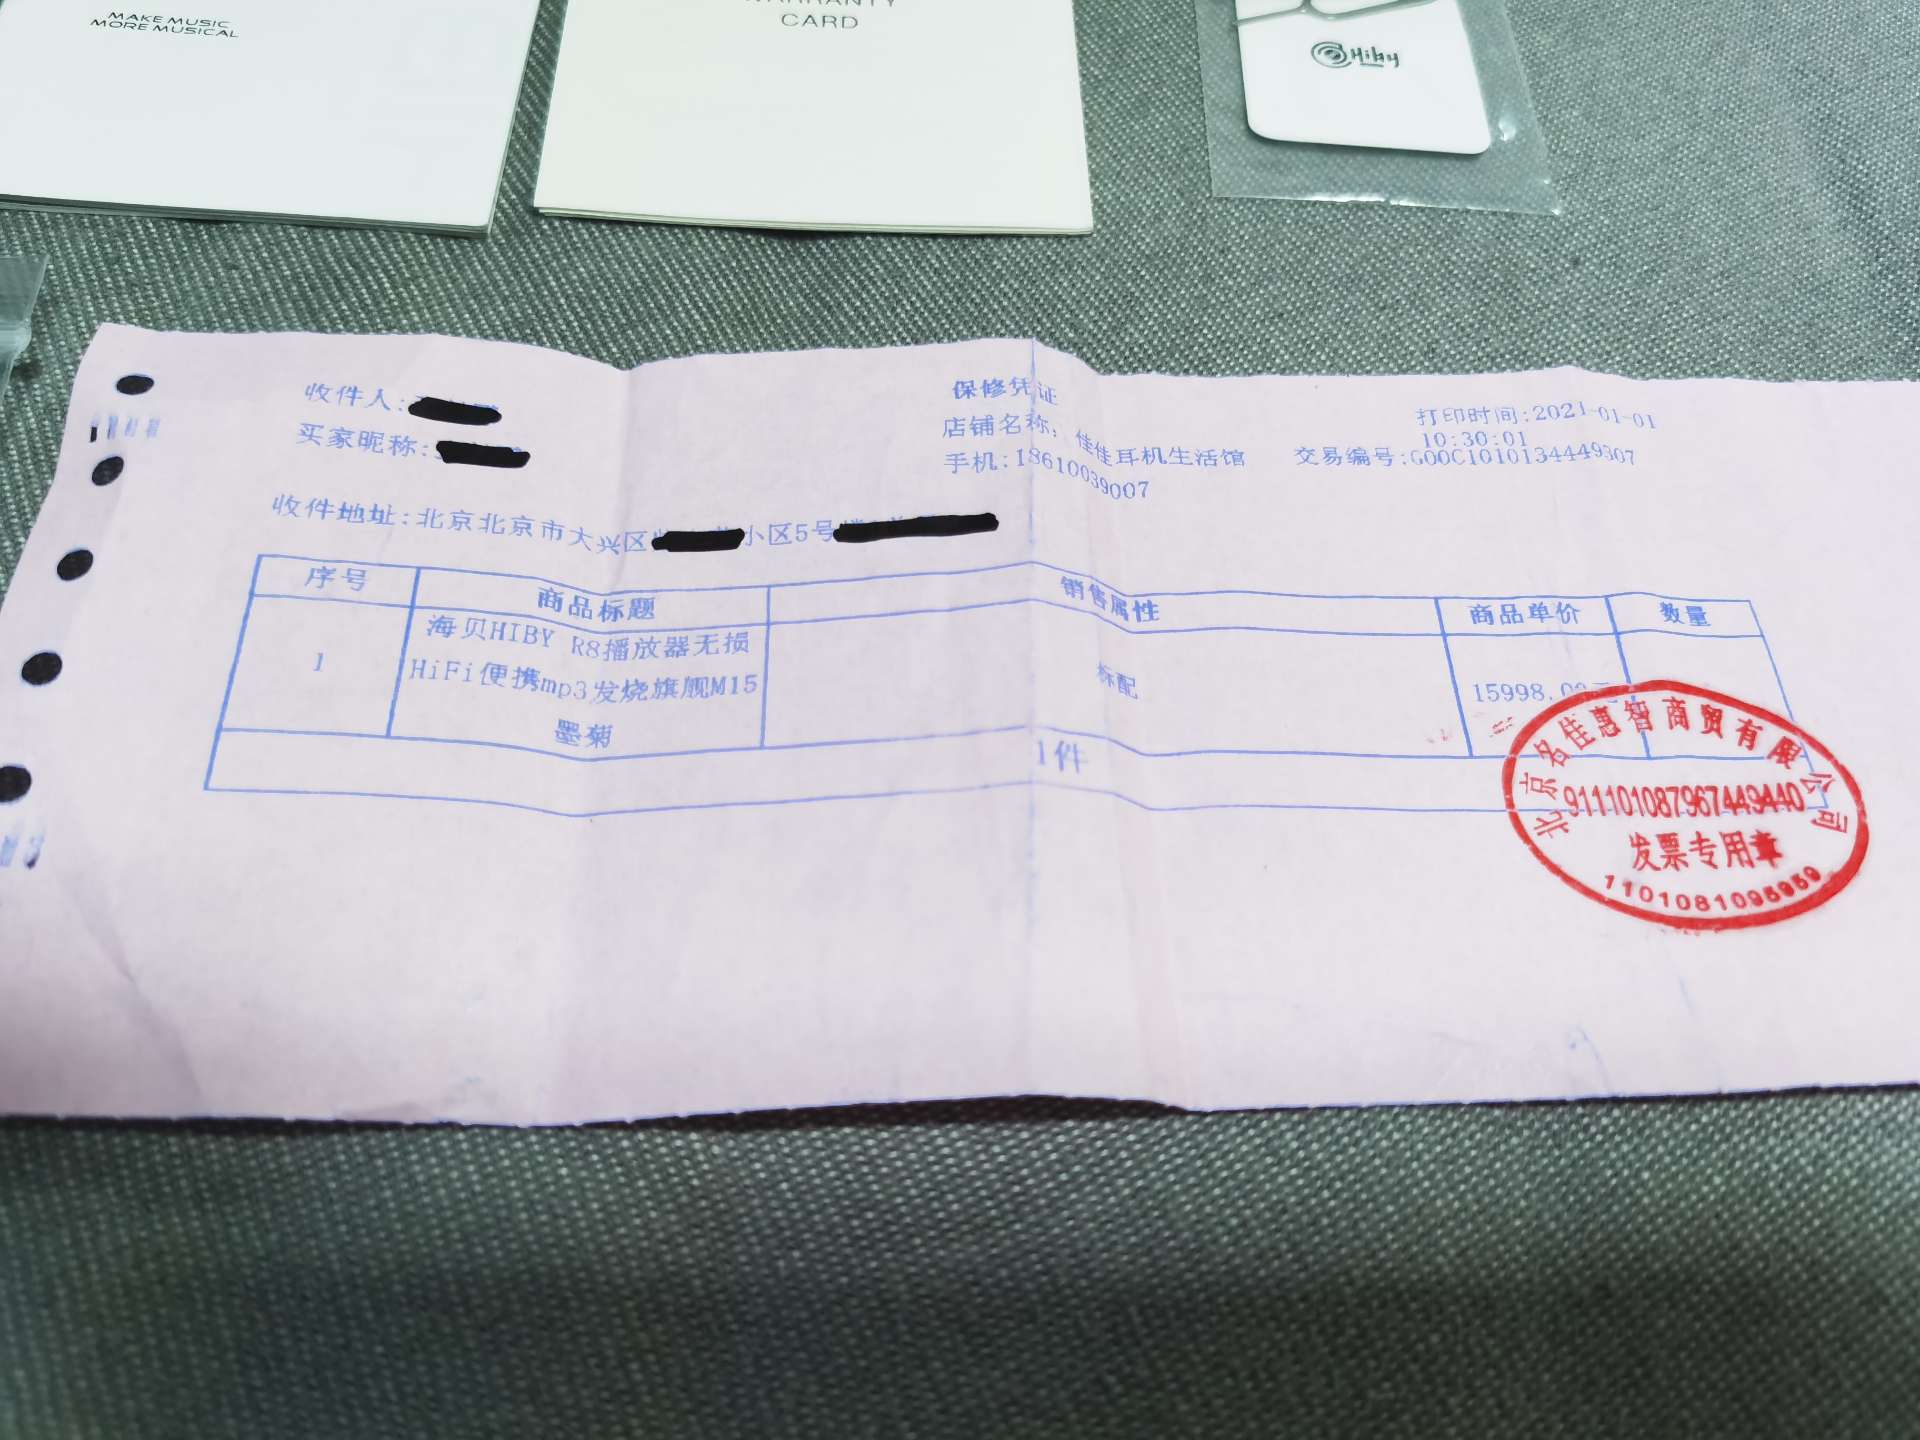 MAKE MUSIC
MORE MUSICAL
WARRANTY
CARD
Hiby
收件人:
买家昵称:
收件地址:北京北京市大兴区
小区5号
保修凭证
店铺名称: 佳佳耳机生活馆
手机:18610039007
打印时间:2021-01-01
10:30:01
交易编号:G00C1010134449307
序号 商品标题 销售属性 商品单价 数量
1 海贝HIBY R8播放器无损
HiFi便携mp3发烧旗舰M15
墨菊
标配
15998.00元
1件
北京名佳惠智商贸有限公司
911101087967449440
发票专用章
1101081095959